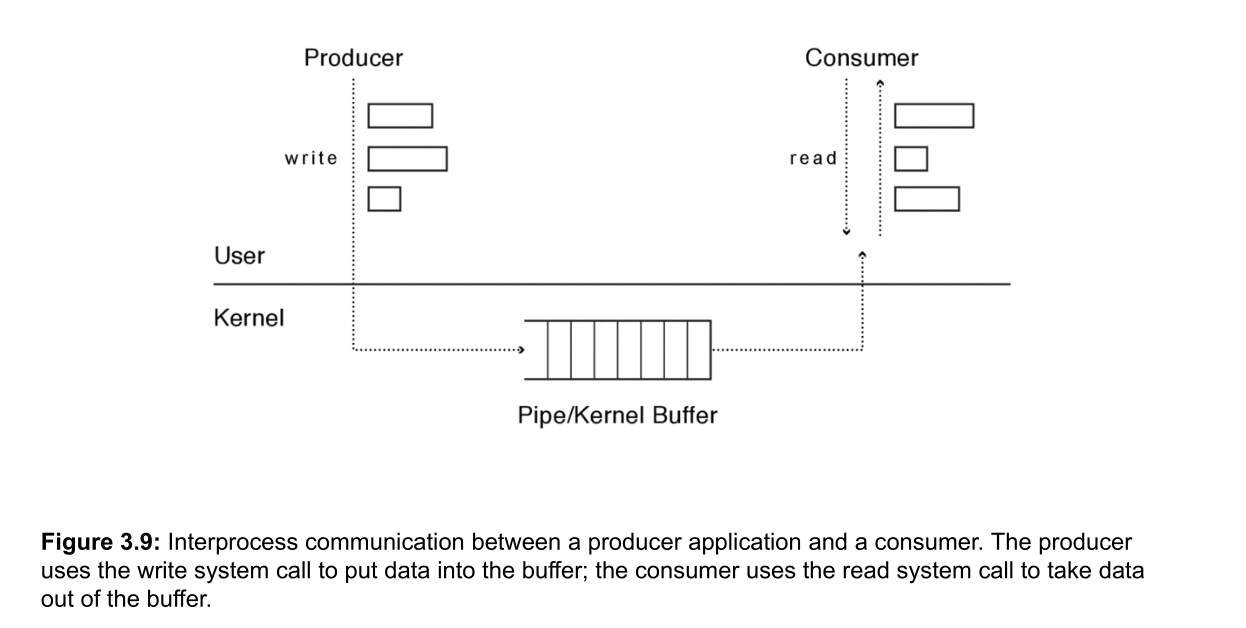 Producer
Consumer
write
read
User
Kernel
Pipe/Kernel Buffer
Figure 3.9: Interprocess communication between a producer application and a consumer. The producer
uses the write system call to put data into the buffer; the consumer uses the read system call to take data
out of the buffer.